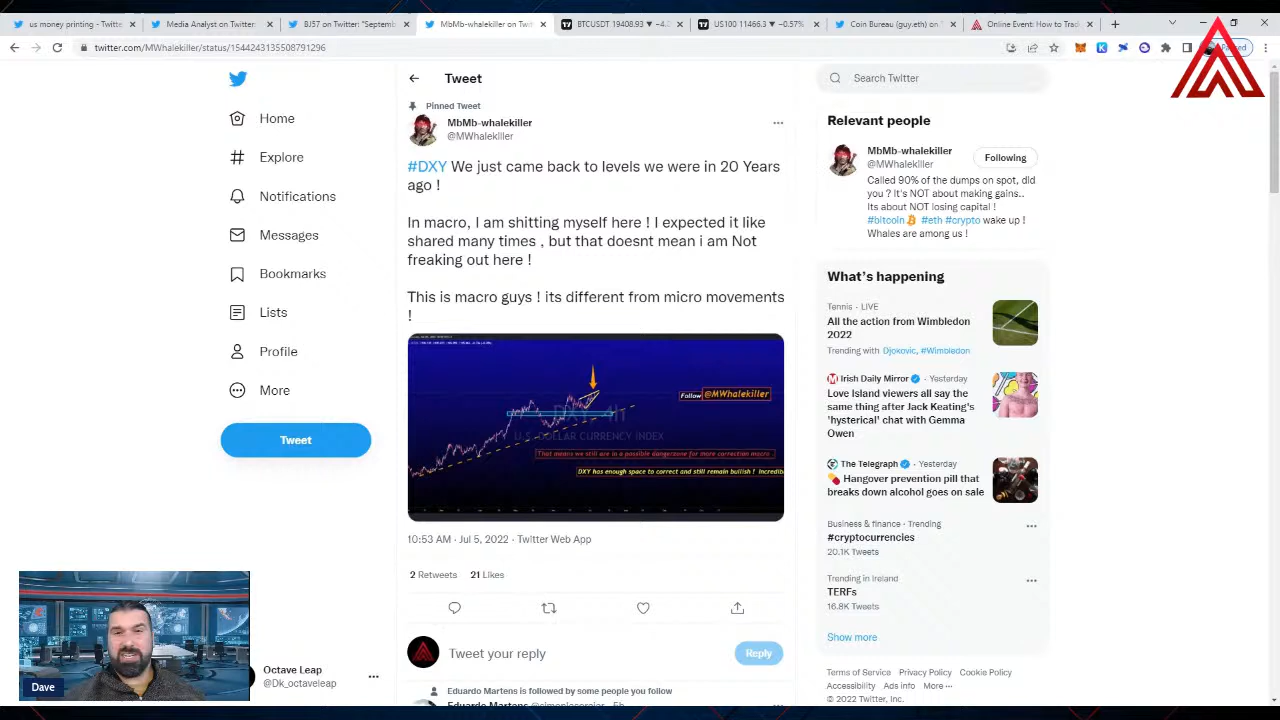 us money printing - Twitte
Media Analyst on Twitter:
BJ57 on Twitter: "Septemb
MbMb-whalekiller on Twit
BTCUSDT 19408.93 ▼ −4.2
US100 11466.3 ▼ −0.57%
Coin Bureau (guy.eth) on
Online Event: How to Trad
twitter.com/MWhalekiller/status/1544243135508791296
Paused
Tweet
Search Twitter
Home
Explore
Notifications
Messages
Bookmarks
Lists
Profile
More
Tweet
Pinned Tweet
MbMb-whalekiller
@MWhalekiller
#DXY We just came back to levels we were in 20 Years
ago !
In macro, I am shitting myself here ! I expected it like
shared many times , but that doesnt mean i am Not
freaking out here !
This is macro guys ! its different from micro movements
!
Follow @MWhalekiller
DXY, 4H
U.S. DOLLAR CURRENCY INDEX
That means we still are in a possible dangerzone for more correction macro .
DXY has enough space to correct and still remain bullish ! Incredib
10:53 AM · Jul 5, 2022 · Twitter Web App
2 Retweets 21 Likes
Tweet your reply
Reply
Eduardo Martens is followed by some people you follow
5h
Relevant people
MbMb-whalekiller
@MWhalekiller
Following
Called 90% of the dumps on spot, did
you ? It's NOT about making gains..
Its about NOT losing capital !
#bitcoin #eth #crypto wake up !
Whales are among us !
What's happening
Tennis · LIVE
All the action from Wimbledon
2022
Trending with Djokovic, #Wimbledon
Irish Daily Mirror · Yesterday
Love Island viewers all say the
same thing after Jack Keating's
'hysterical' chat with Gemma
Owen
The Telegraph · Yesterday
Hangover prevention pill that
breaks down alcohol goes on sale
Business & finance · Trending
#cryptocurrencies
20.1K Tweets
Trending in Ireland
TERFs
16.8K Tweets
Show more
Terms of Service Privacy Policy Cookie Policy
Accessibility Ads info More ···
© 2022 Twitter, Inc.
Octave Leap
@Dk_octaveleap
Dave